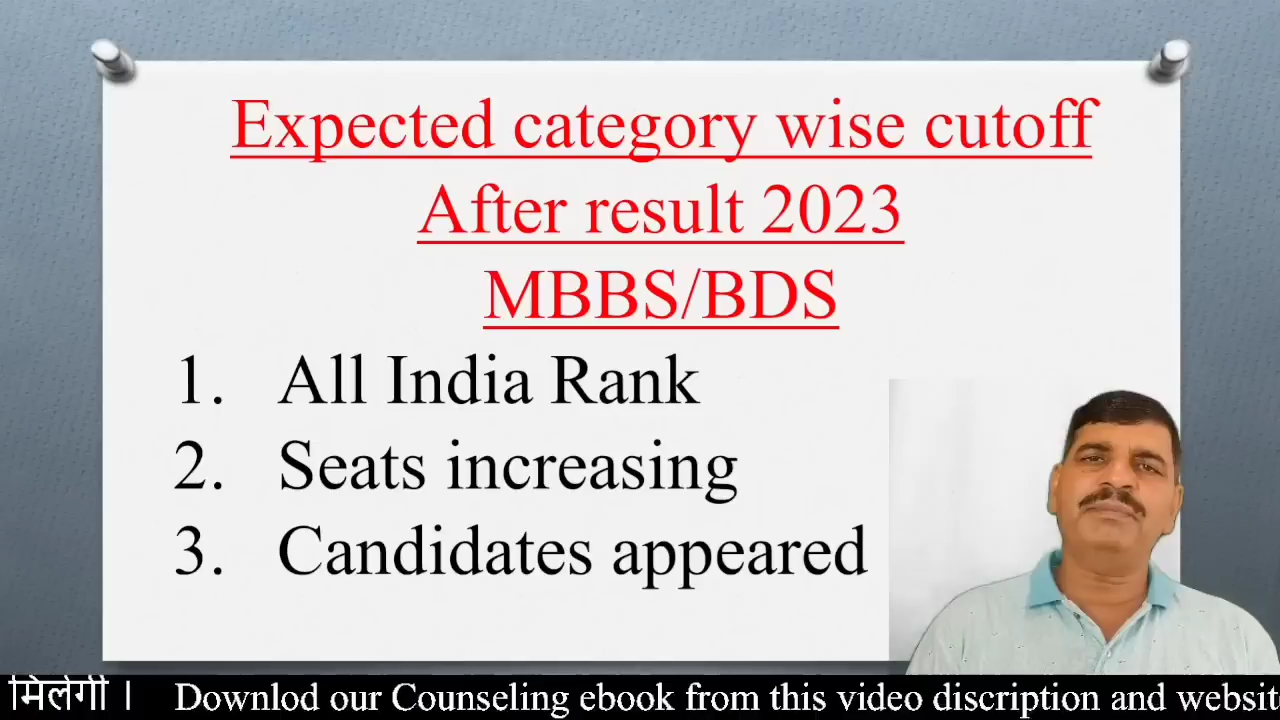 Expected category wise cutoff
After result 2023
MBBS/BDS
1. All India Rank
2. Seats increasing
3. Candidates appeared
मिलेगी । Downlod our Counseling ebook from this video discription and websit